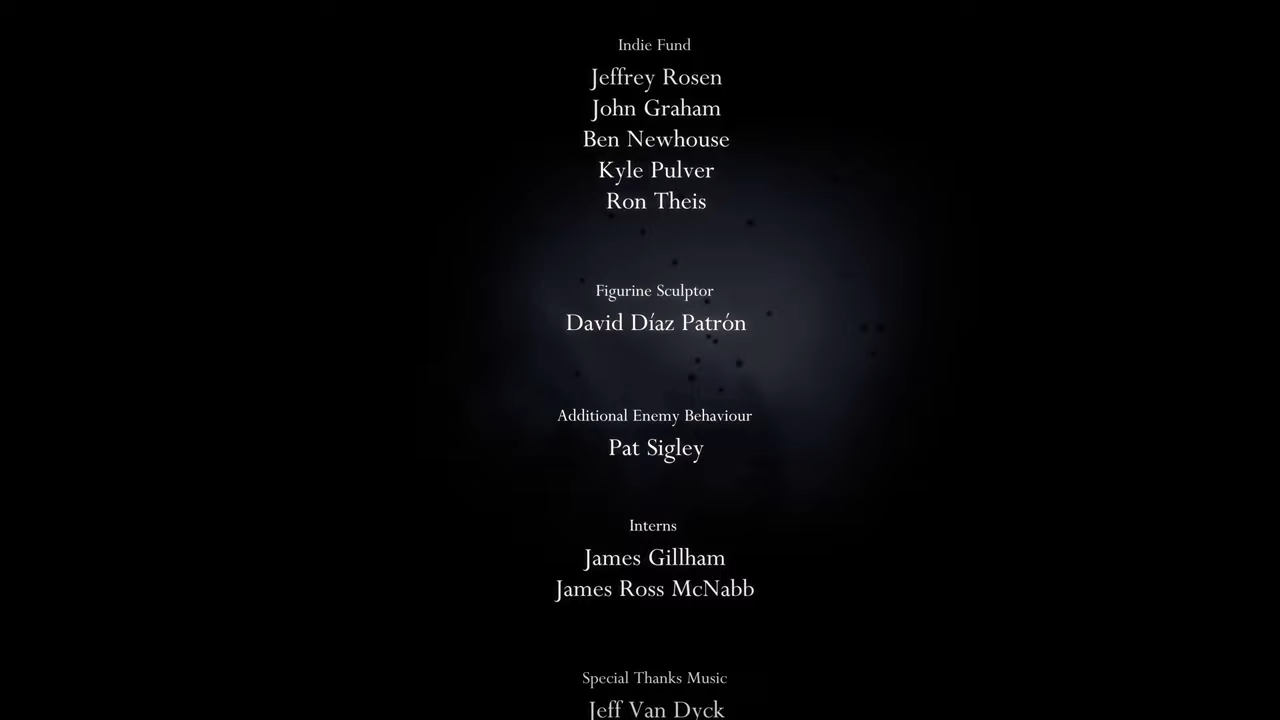 Indie Fund
Jeffrey Rosen
John Graham
Ben Newhouse
Kyle Pulver
Ron Theis
Figurine Sculptor
David Díaz Patrón
Additional Enemy Behaviour
Pat Sigley
Interns
James Gillham
James Ross McNabb
Special Thanks Music
Jeff Van Dyck